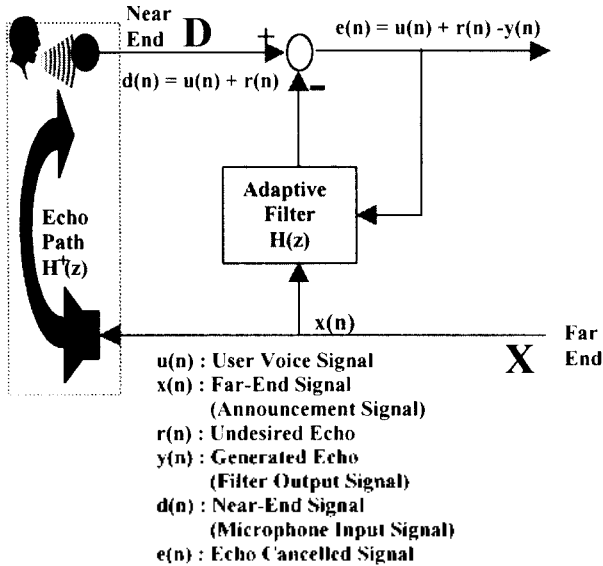 Near
End D
+
e(n) = u(n) + r(n) -y(n)
d(n) = u(n) + r(n)
-
Adaptive
Filter
H(z)
Echo
Path
H⁺(z)
x(n)
X
Far
End
u(n) : User Voice Signal
x(n) : Far-End Signal
(Announcement Signal)
r(n) : Undesired Echo
y(n) : Generated Echo
(Filter Output Signal)
d(n) : Near-End Signal
(Microphone Input Signal)
e(n) : Echo Cancelled Signal